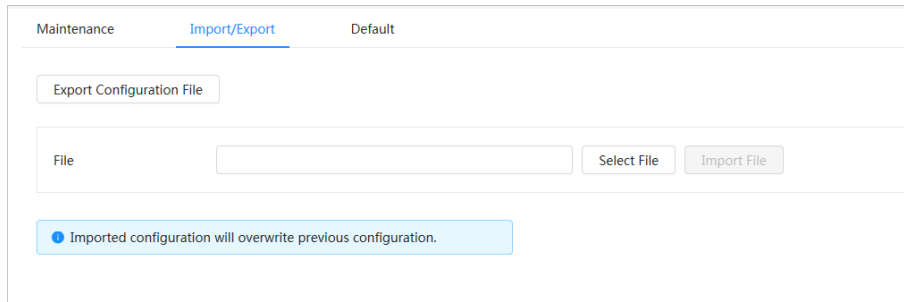 Maintenance Import/Export Default
Export Configuration File
File Select File Import File
Imported configuration will overwrite previous configuration.